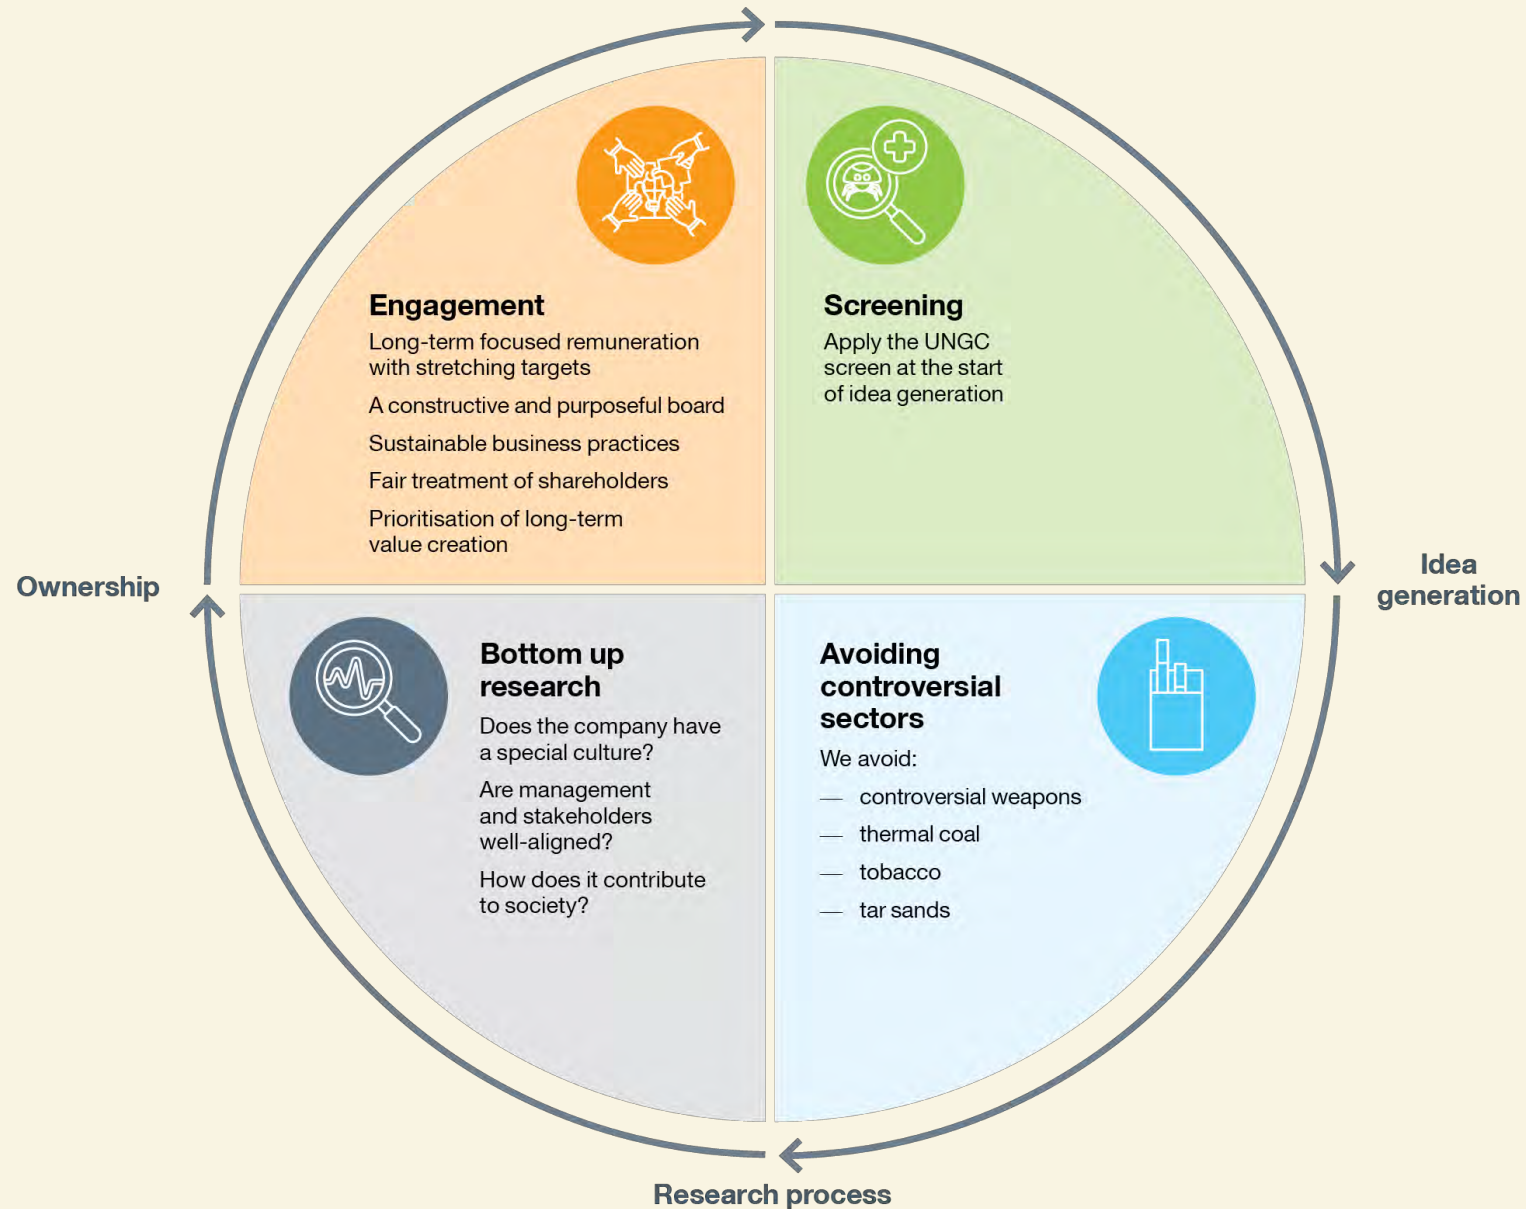 Engagement
Long-term focused remuneration
with stretching targets
A constructive and purposeful board
Sustainable business practices
Fair treatment of shareholders
Prioritisation of long-term
value creation
Screening
Apply the UNGC
screen at the start
of idea generation
Ownership
Idea
generation
Bottom up
research
Does the company have
a special culture?
Are management
and stakeholders
well-aligned?
How does it contribute
to society?
Avoiding
controversial
sectors
We avoid:
— controversial weapons
— thermal coal
— tobacco
— tar sands
Research process